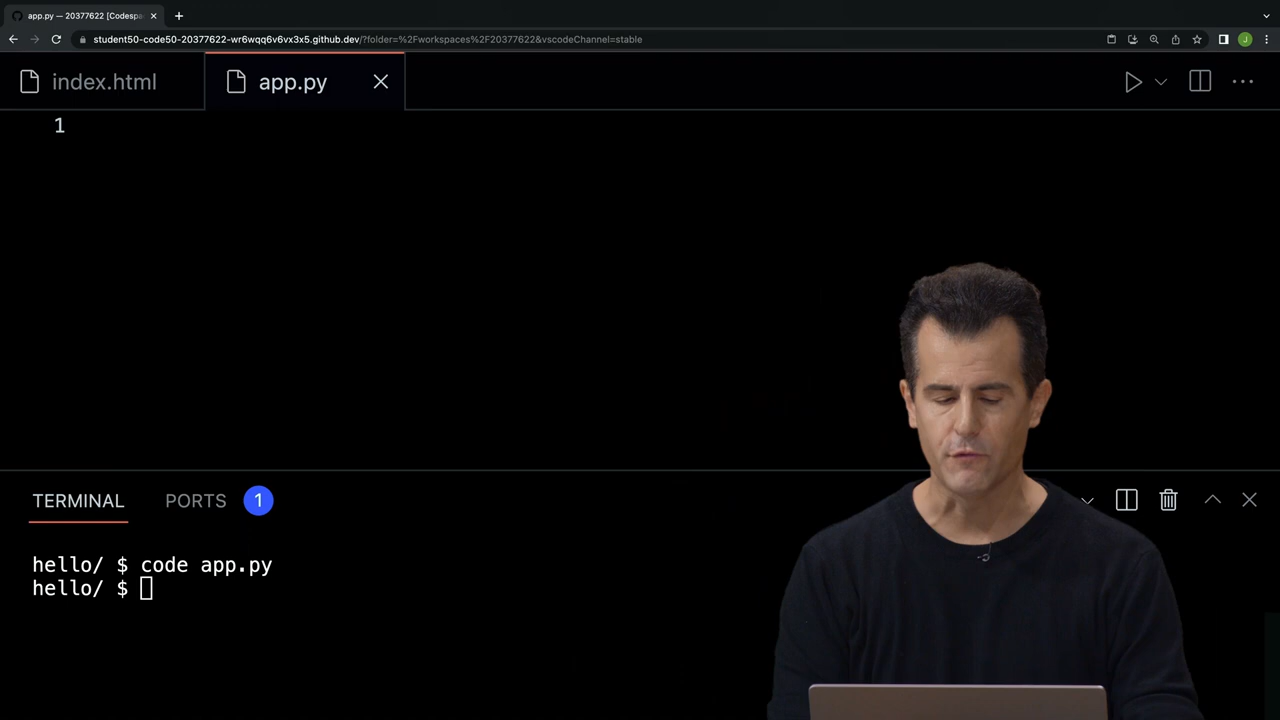 app.py — 20377622 [Codespa
student50-code50-20377622-wr6wqq6v6vx3x5.github.dev/?folder=%2Fworkspaces%2F20377622&vscodeChannel=stable
J
index.html
app.py
1
TERMINAL
PORTS
1
hello/ $ code app.py
hello/ $